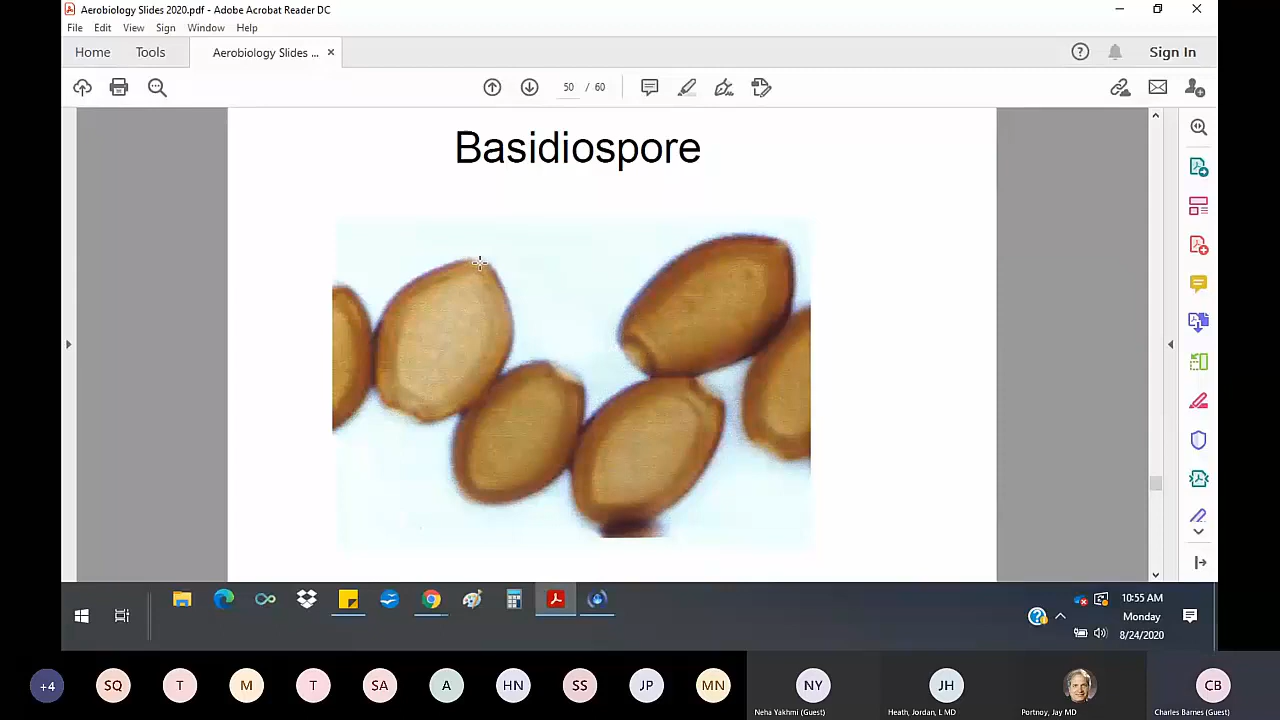 Aerobiology Slides 2020.pdf - Adobe Acrobat Reader DC
File Edit View Sign Window Help
Home Tools Aerobiology Slides ... × Sign In
50 / 60
Basidiospore
10:55 AM
Monday
8/24/2020
+4 SQ T M T SA A HN SS JP MN NY JH CB
Neha Yakhmi (Guest) Heath, Jordan, L MD Portnoy, Jay MD Charles Barnes (Guest)